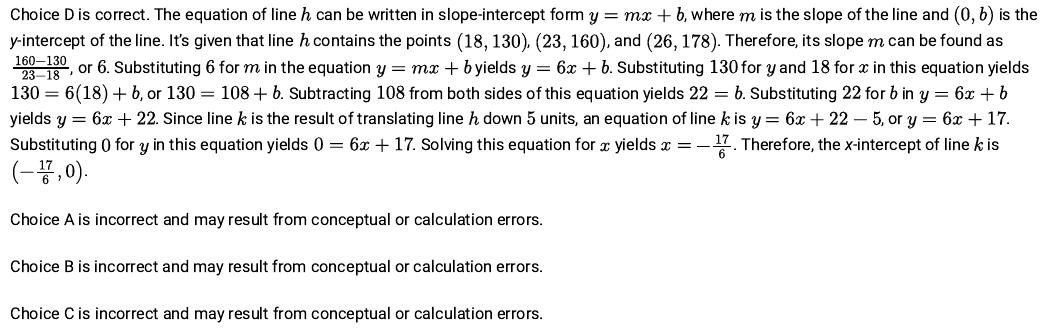 Choice D is correct. The equation of line h can be written in slope-intercept form y = mx + b, where m is the slope of the line and (0, b) is the
y-intercept of the line. It's given that line h contains the points (18, 130), (23, 160), and (26, 178). Therefore, its slope m can be found as
\frac{160-130}{23-18}, or 6. Substituting 6 for m in the equation y = mx + b yields y = 6x + b. Substituting 130 for y and 18 for x in this equation yields
130 = 6(18) + b, or 130 = 108 + b. Subtracting 108 from both sides of this equation yields 22 = b. Substituting 22 for b in y = 6x + b
yields y = 6x + 22. Since line k is the result of translating line h down 5 units, an equation of line k is y = 6x + 22 − 5, or y = 6x + 17.
Substituting 0 for y in this equation yields 0 = 6x + 17. Solving this equation for x yields x = −\frac{17}{6}. Therefore, the x-intercept of line k is
(−\frac{17}{6}, 0).
Choice A is incorrect and may result from conceptual or calculation errors.
Choice B is incorrect and may result from conceptual or calculation errors.
Choice C is incorrect and may result from conceptual or calculation errors.